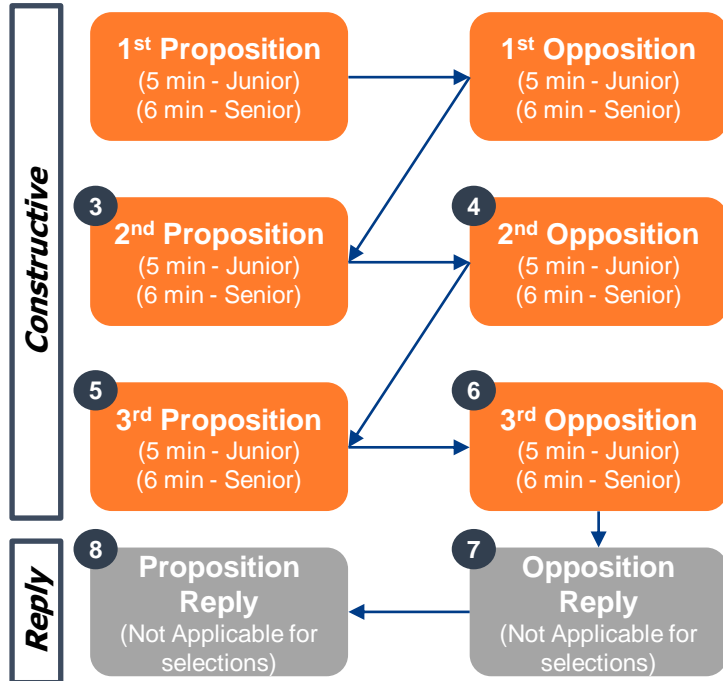 Constructive
1st Proposition
(5 min - Junior)
(6 min - Senior)
1st Opposition
(5 min - Junior)
(6 min - Senior)
3
2nd Proposition
(5 min - Junior)
(6 min - Senior)
4
2nd Opposition
(5 min - Junior)
(6 min - Senior)
5
3rd Proposition
(5 min - Junior)
(6 min - Senior)
6
3rd Opposition
(5 min - Junior)
(6 min - Senior)
Reply
8
Proposition
Reply
(Not Applicable for
selections)
7
Opposition
Reply
(Not Applicable for
selections)